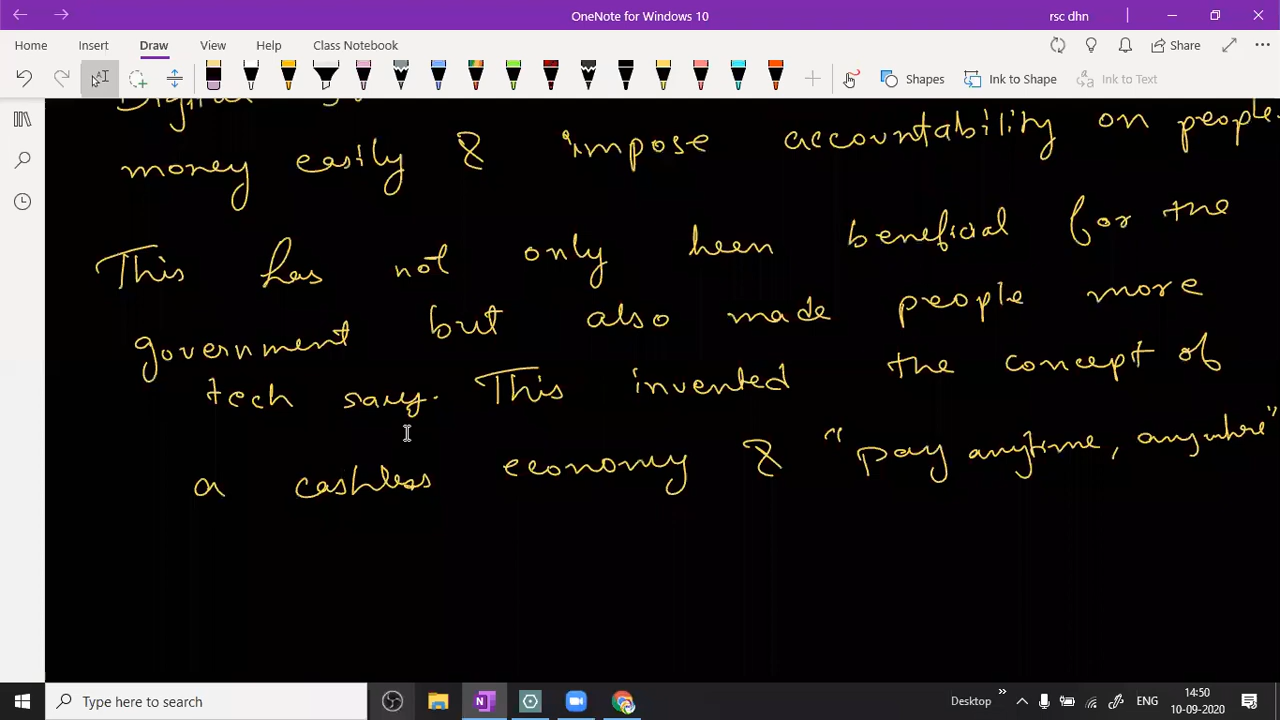 OneNote for Windows 10
rsc dhn
Home Insert Draw View Help Class Notebook
Share
Shapes
Ink to Shape
Ink to Text
Digital
money easily & impose accountability on people.
This has not only been beneficial for the
government but also made people more
tech savy. This invented the concept of
a cashless economy & "pay anytime, anywhere"
Type here to search
Desktop
ENG
14:50
10-09-2020